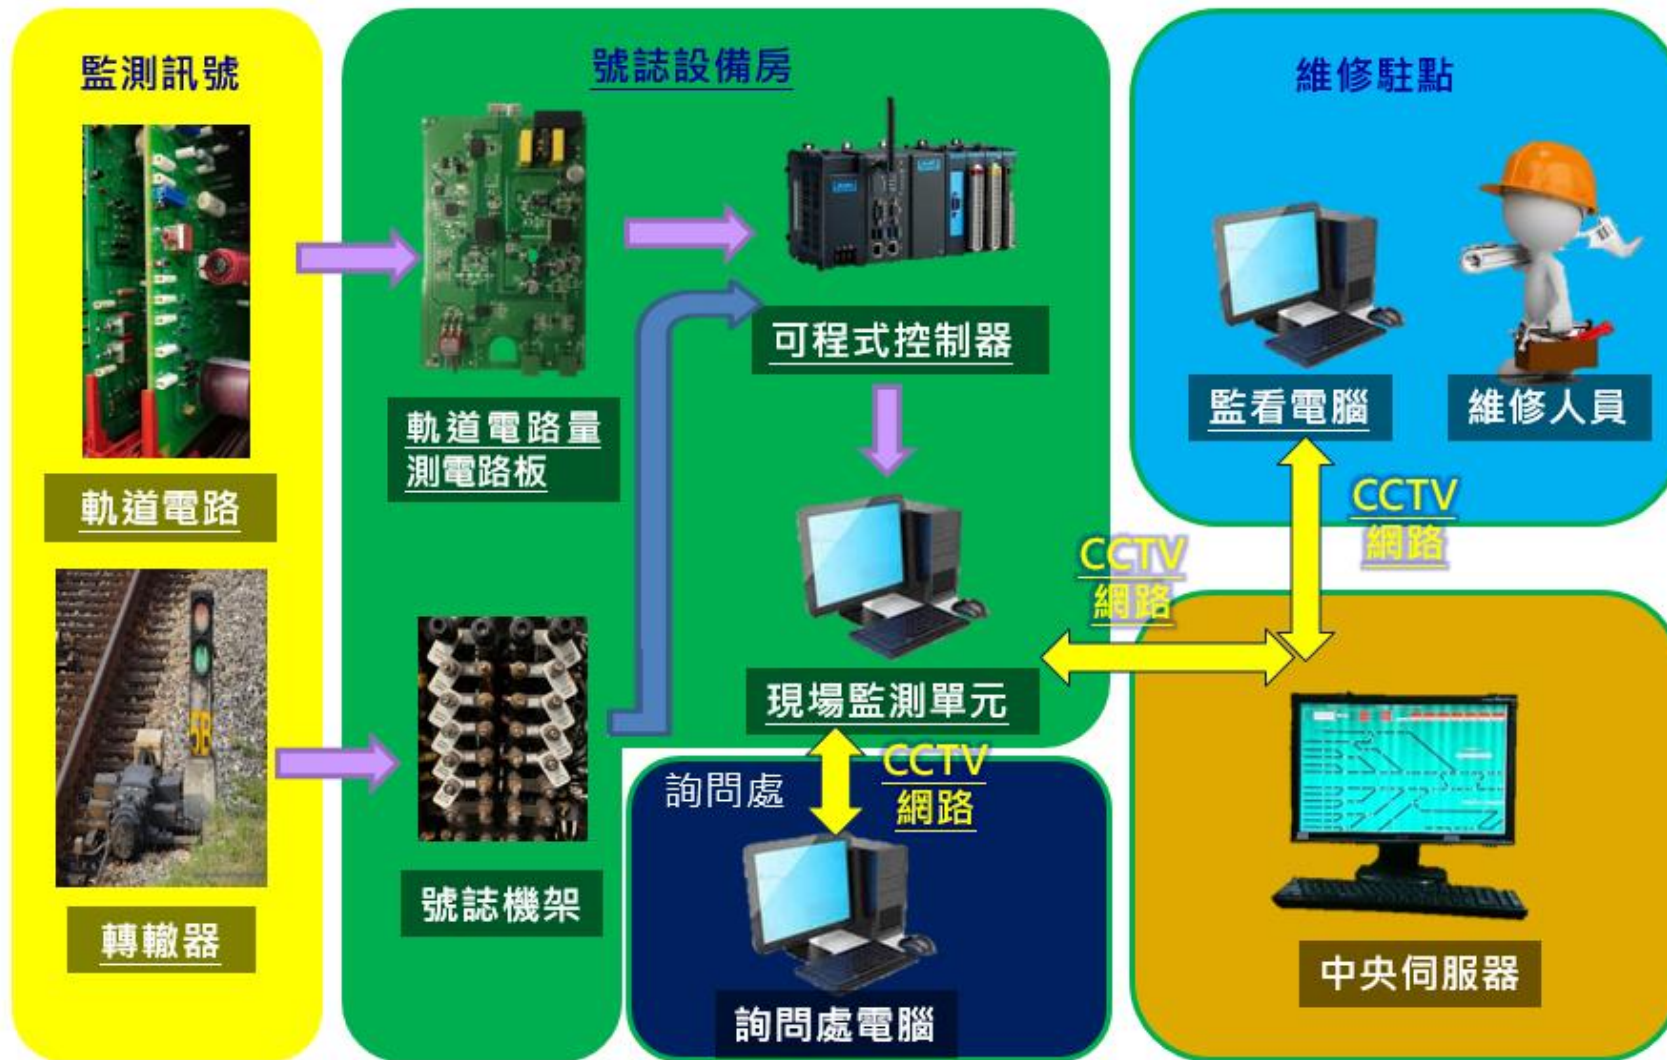 監測訊號
軌道電路
轉轍器
號誌設備房
軌道電路量
測電路板
可程式控制器
現場監測單元
號誌機架
詢問處
CCTV
網路
詢問處電腦
CCTV
網路
維修駐點
監看電腦
維修人員
CCTV
網路
中央伺服器
5B